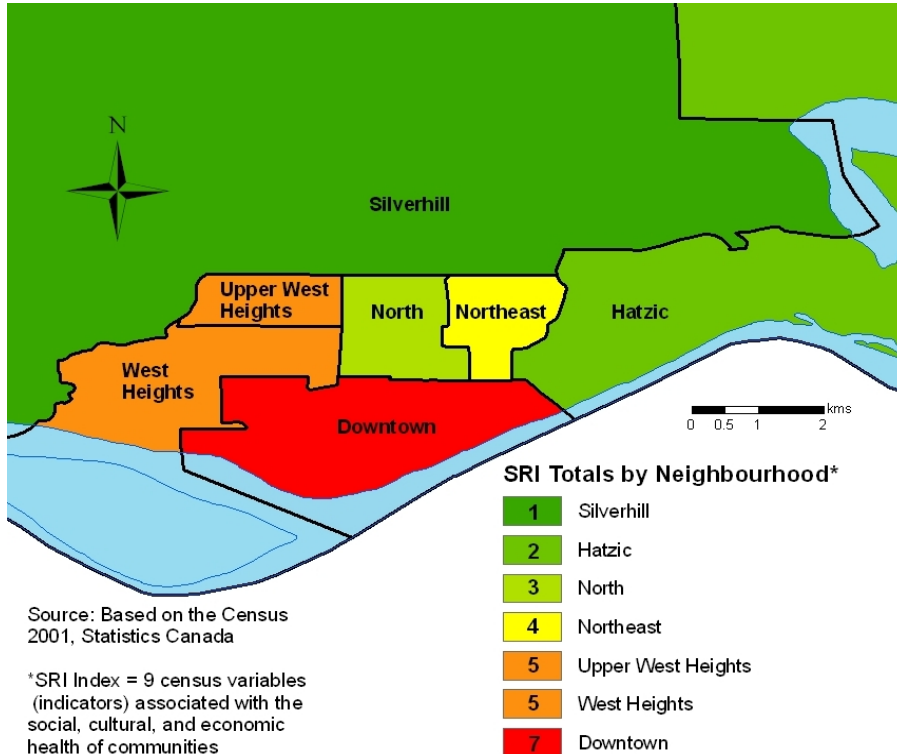 N
Silverhill
Upper West
Heights
North
Northeast
Hatzic
West
Heights
Downtown
kms
0 0.5 1 2
SRI Totals by Neighbourhood*
1 Silverhill
2 Hatzic
3 North
4 Northeast
5 Upper West Heights
5 West Heights
7 Downtown
Source: Based on the Census
2001, Statistics Canada
*SRI Index = 9 census variables
(indicators) associated with the
social, cultural, and economic
health of communities